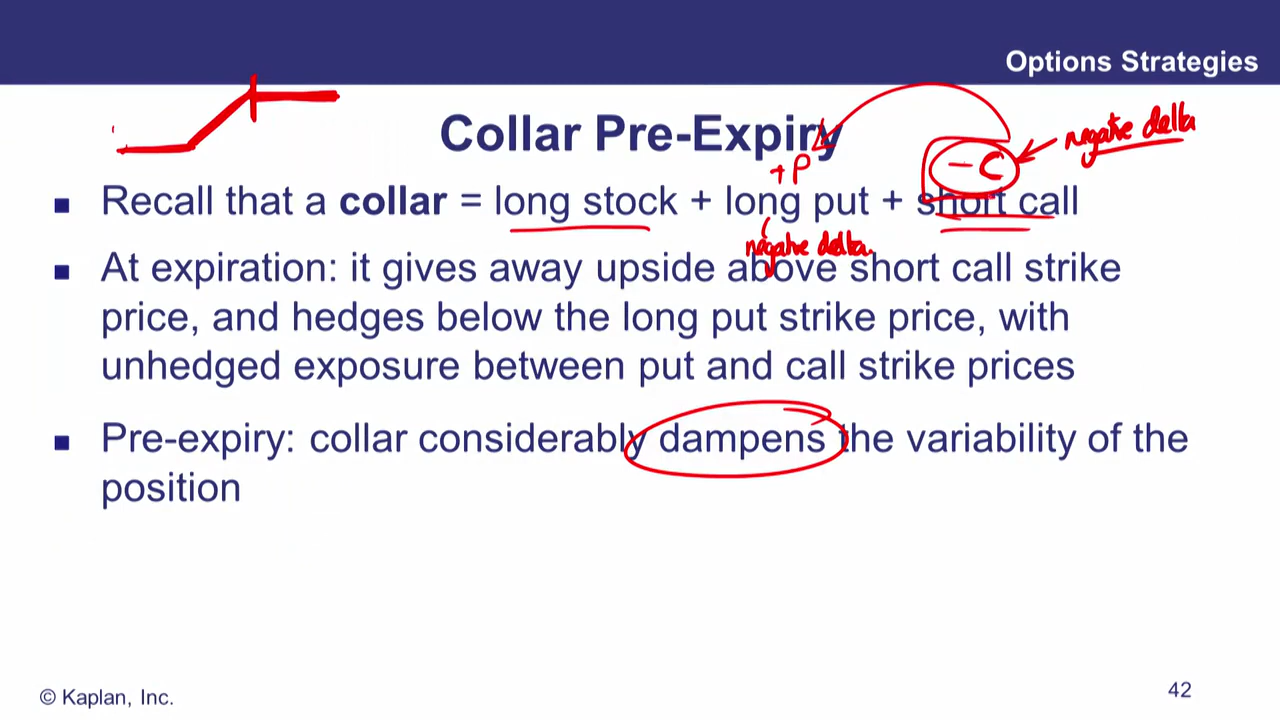 Options Strategies
Collar Pre-Expiry
negative delta
+P
- C
■ Recall that a collar = long stock + long put + short call
negative delta
■ At expiration: it gives away upside above short call strike
price, and hedges below the long put strike price, with
unhedged exposure between put and call strike prices
■ Pre-expiry: collar considerably dampens the variability of the
position
© Kaplan, Inc.
42